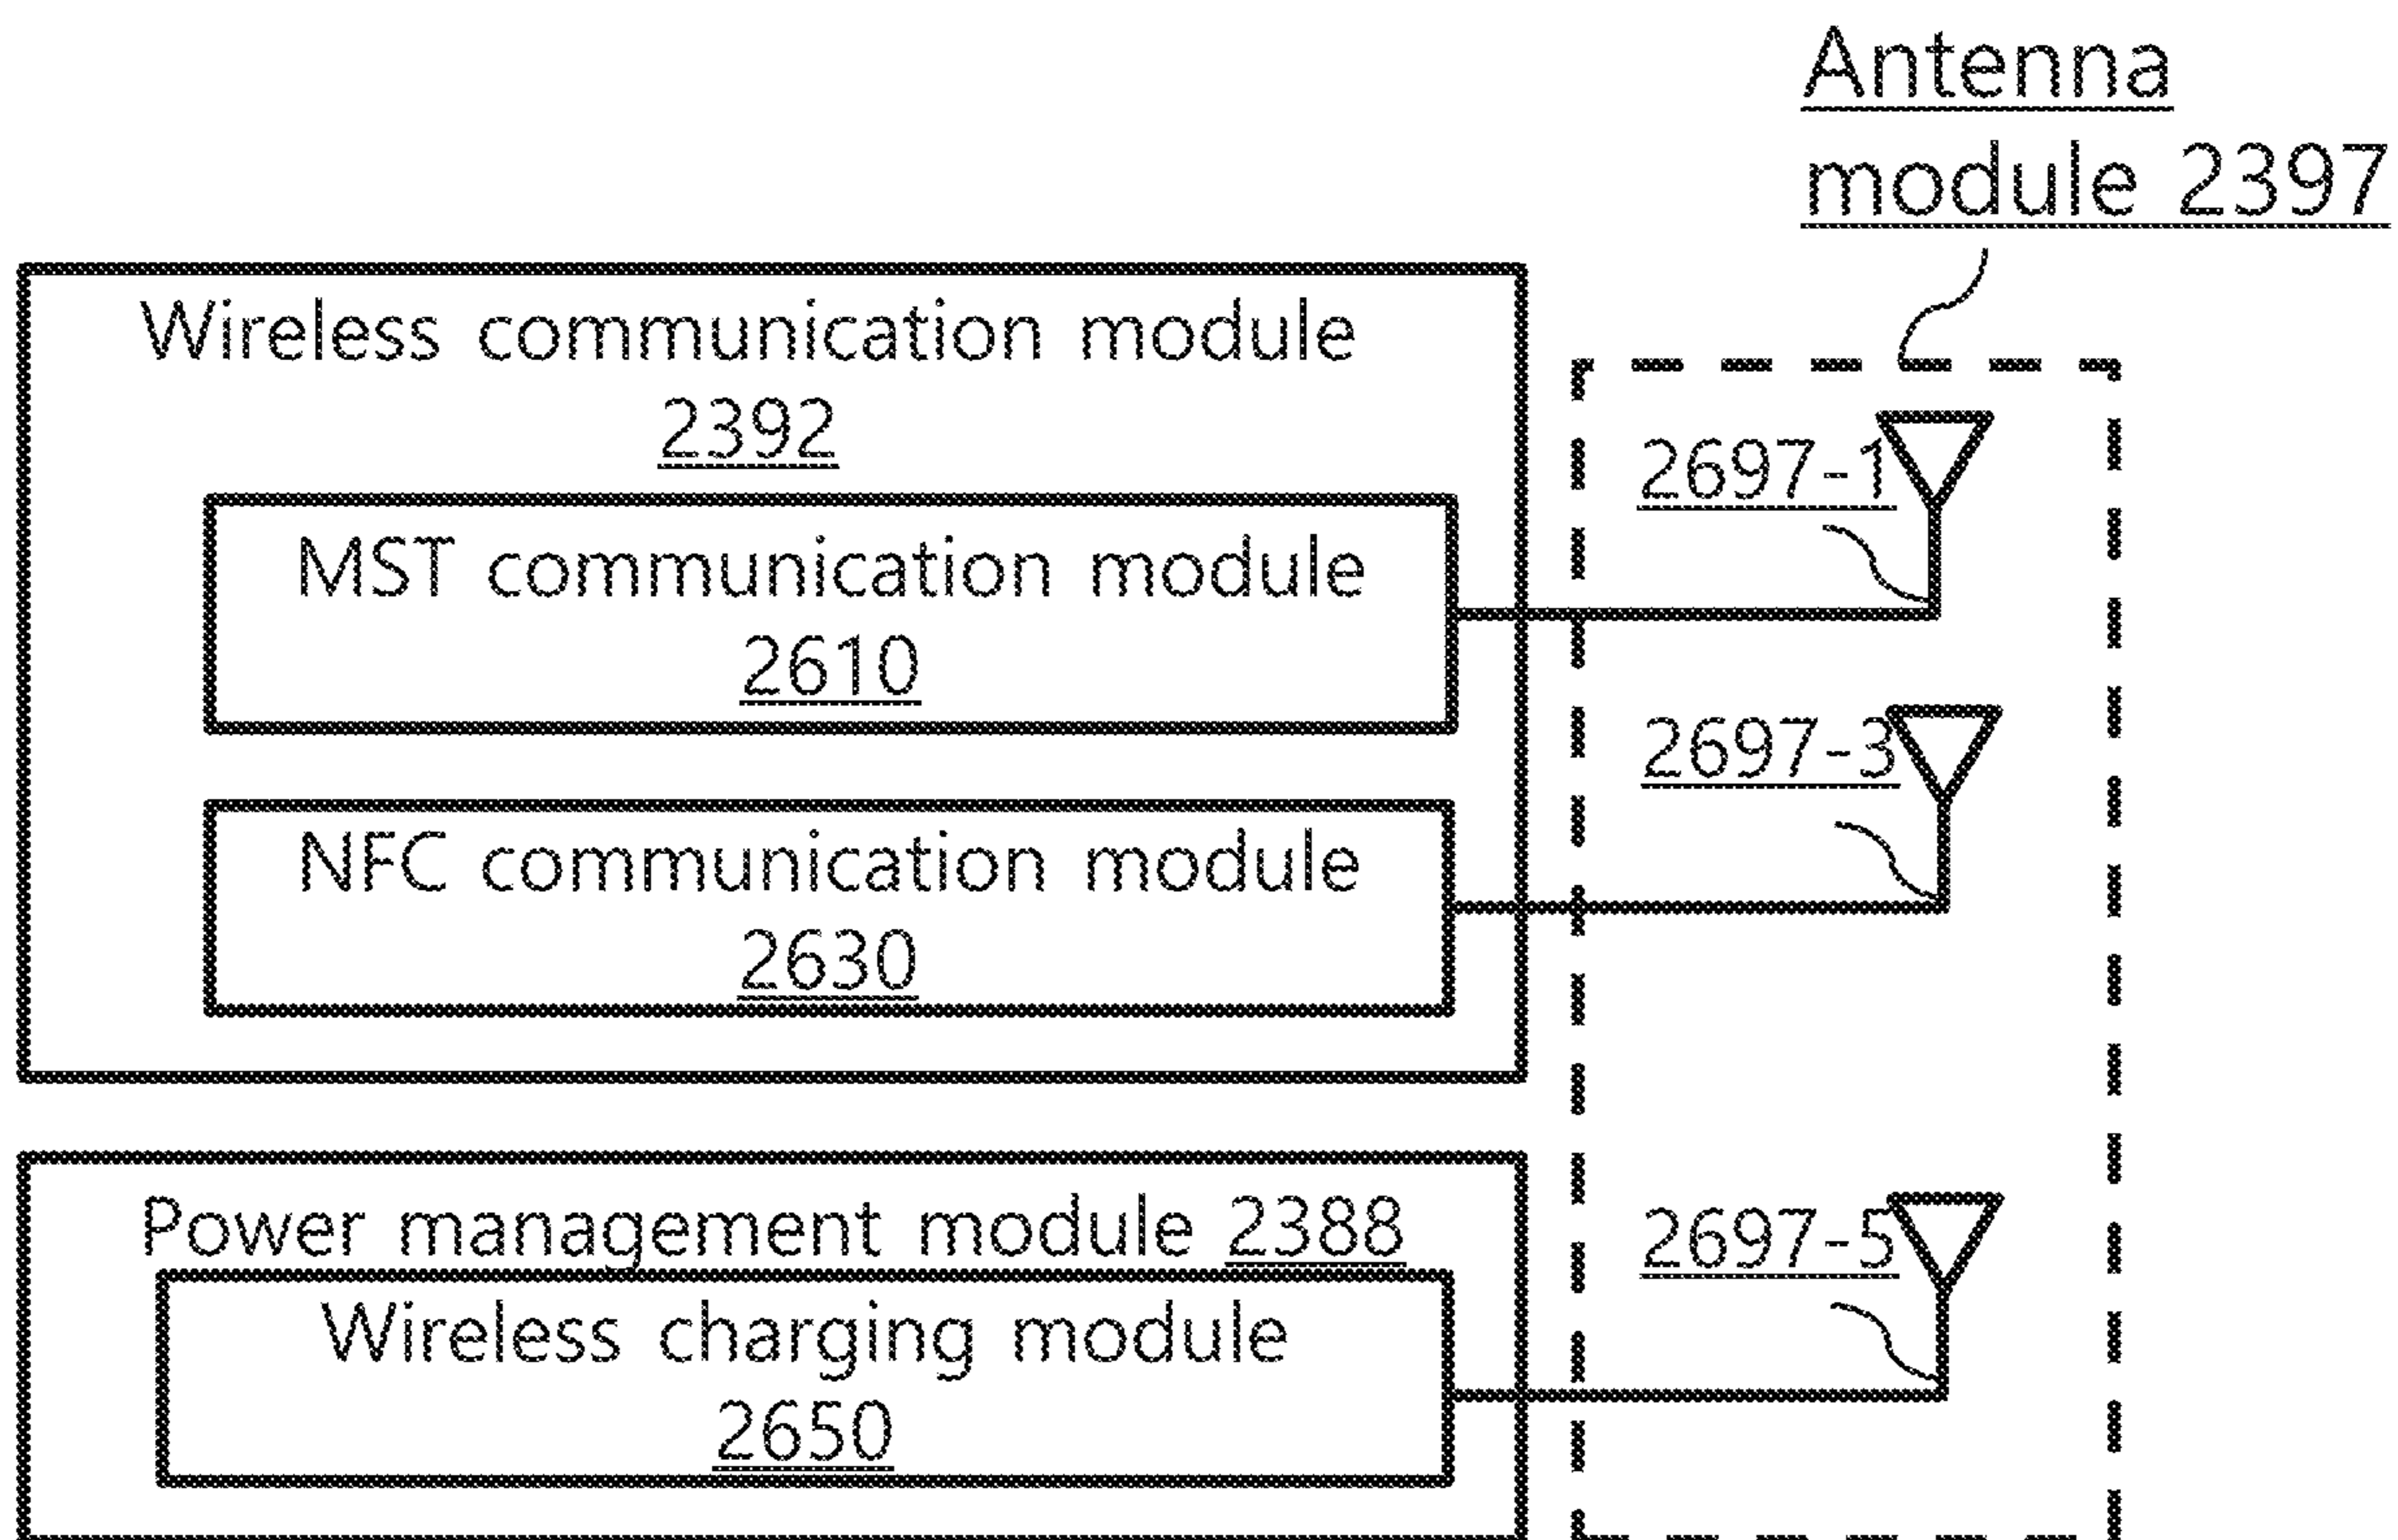 Antenna
module 2397
Wireless communication module
2392
2697-1
MST communication module
2610
2697-3
NFC communication module
2630
Power management module 2388
2697-5
Wireless charging module
2650